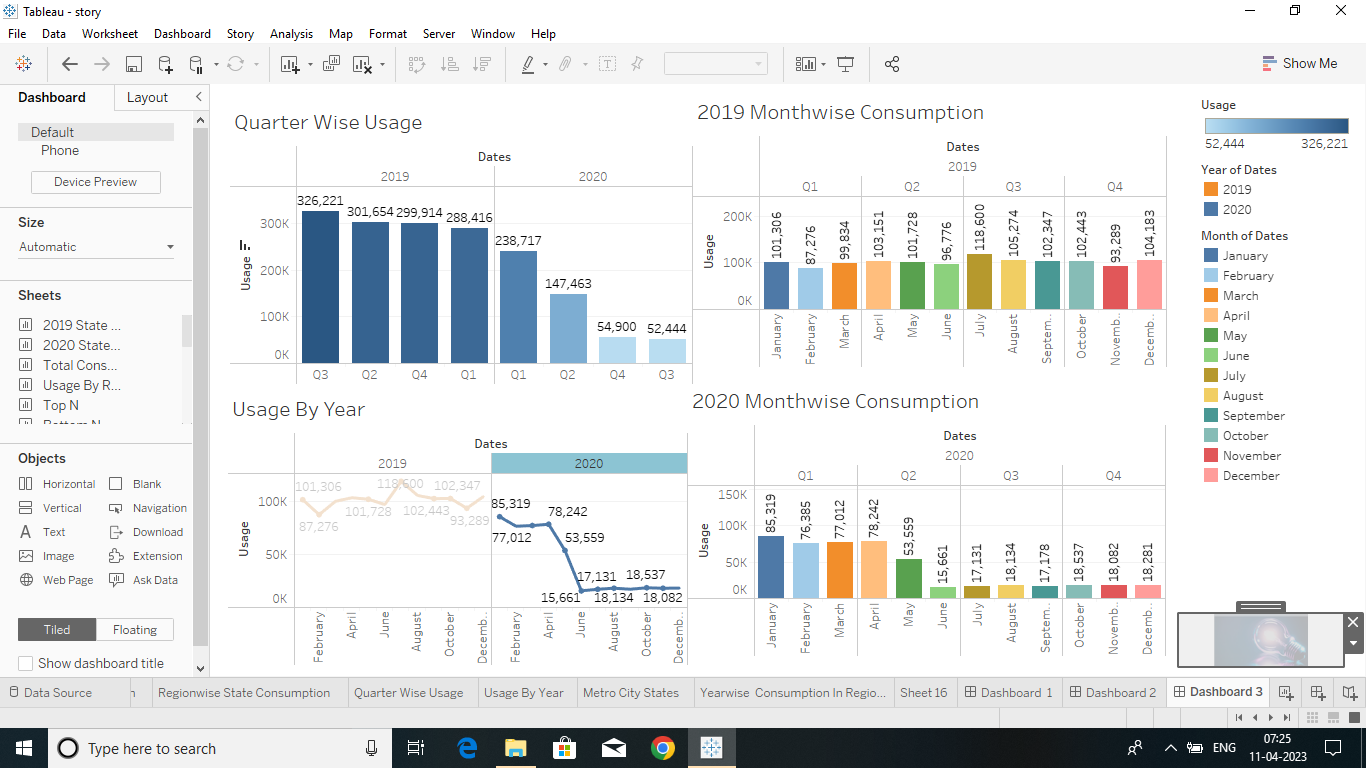 Tableau - story
File Data Worksheet Dashboard Story Analysis Map Format Server Window Help
Show Me
Dashboard Layout
Default
Phone
Device Preview
Size
Automatic
Sheets
2019 State ...
2020 State...
Total Cons...
Usage By R...
Top N
Bottom N
Objects
Horizontal Blank
Vertical Navigation
Text Download
Image Extension
Web Page Ask Data
Tiled Floating
Show dashboard title
Quarter Wise Usage
Dates
2019 2020
Usage
300K
200K
100K
0K
326,221 301,654 299,914 288,416 238,717 147,463 54,900 52,444
Q3 Q2 Q4 Q1 Q1 Q2 Q4 Q3
2019 Monthwise Consumption
Dates
2019
Q1 Q2 Q3 Q4
Usage
200K
100K
0K
101,306 87,276 99,834 103,151 101,728 96,776 118,600 105,274 102,347 102,443 93,289 104,183
January February March April May June July August Septem.. October Novemb.. Decemb..
Usage By Year
Dates
2019 2020
Usage
100K
50K
0K
101,306 118,600 102,347
87,276 101,728 102,443 93,289
85,319 78,242
77,012 53,559
17,131 18,537
15,661 18,134 18,082
February April June August October Decemb.. February April June August October Decemb..
2020 Monthwise Consumption
Dates
2020
Q1 Q2 Q3 Q4
Usage
150K
100K
50K
0K
85,319 76,385 77,012 78,242 53,559 15,661 17,131 18,134 17,178 18,537 18,082 18,281
January February March April May June July August Septem.. October Novemb.. Decemb..
Usage
52,444 326,221
Year of Dates
2019
2020
Month of Dates
January
February
March
April
May
June
July
August
September
October
November
December
Data Source Regionwise State Consumption Quarter Wise Usage Usage By Year Metro City States Yearwise Consumption In Regio... Sheet 16 Dashboard 1 Dashboard 2 Dashboard 3
Type here to search
ENG
07:25
11-04-2023